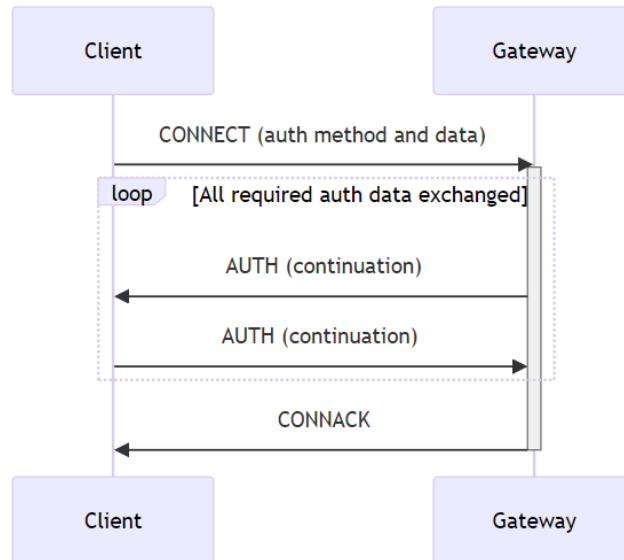 Client Gateway
CONNECT (auth method and data)
loop [All required auth data exchanged]
AUTH (continuation)
AUTH (continuation)
CONNACK
Client Gateway